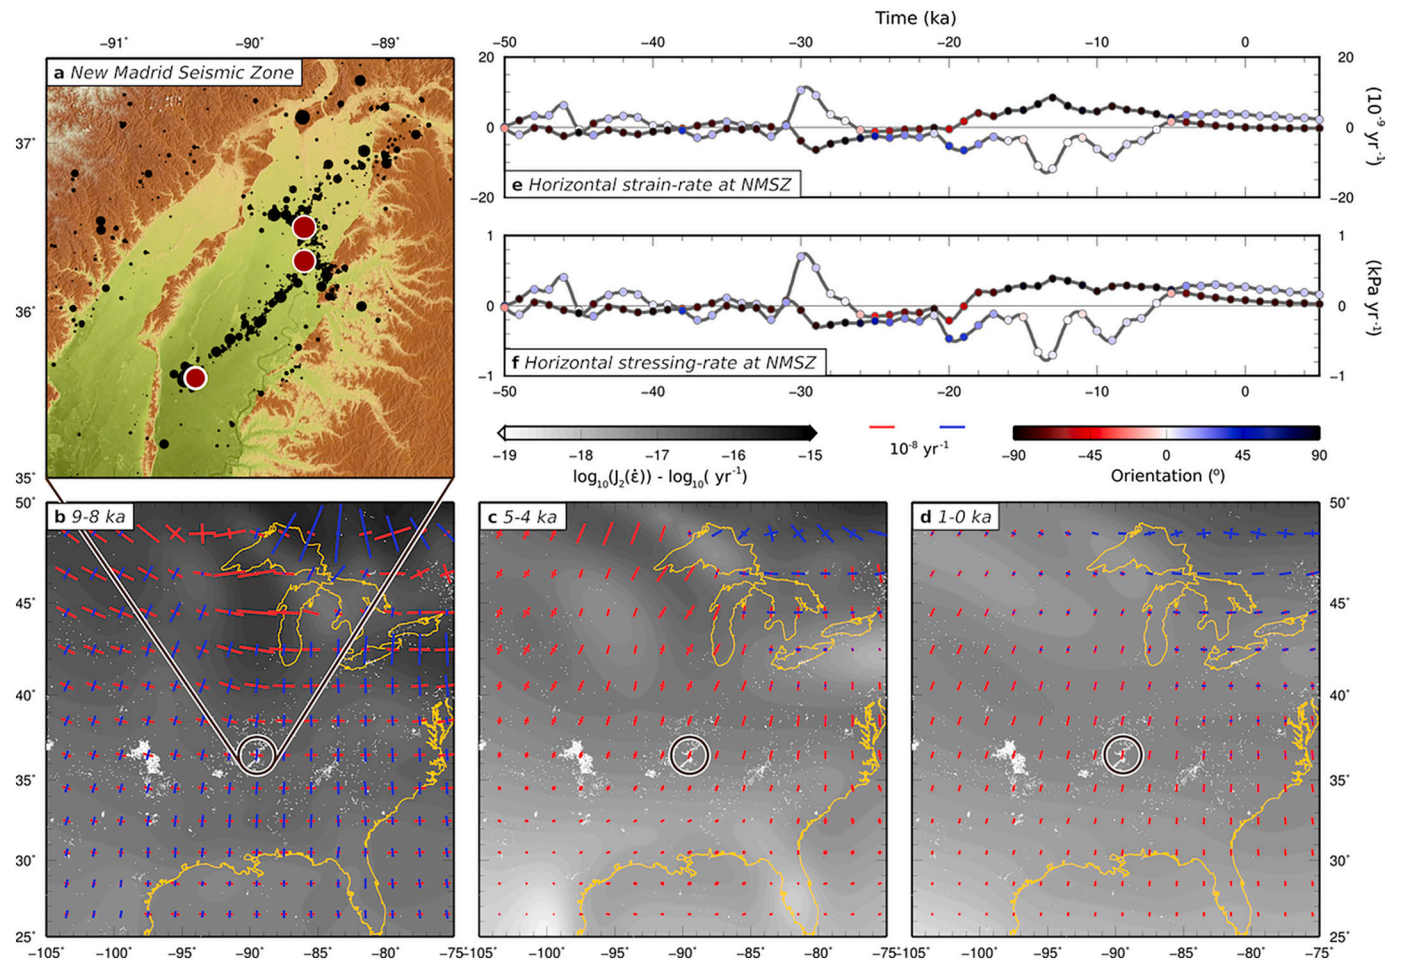 Time (ka)
−91° −90° −89°
−50 −40 −30 −20 −10 0
a New Madrid Seismic Zone
37°
36°
35°
20 20
0 0
−20 −20
(10⁻⁹ yr⁻¹)
e Horizontal strain-rate at NMSZ
1 1
0 0
−1 −1
(kPa yr⁻¹)
f Horizontal stressing-rate at NMSZ
−50 −40 −30 −20 −10 0
−19 −18 −17 −16 −15
log₁₀(J₂(ε̇)) - log₁₀( yr⁻¹)
10⁻⁸ yr⁻¹
−90 −45 0 45 90
Orientation (°)
b 9-8 ka
c 5-4 ka
d 1-0 ka
50° 50°
45° 45°
40° 40°
35° 35°
30° 30°
25° 25°
−105 −100 −95 −90 −85 −80 −75
−105 −100 −95 −90 −85 −80 −75
−105 −100 −95 −90 −85 −80 −75